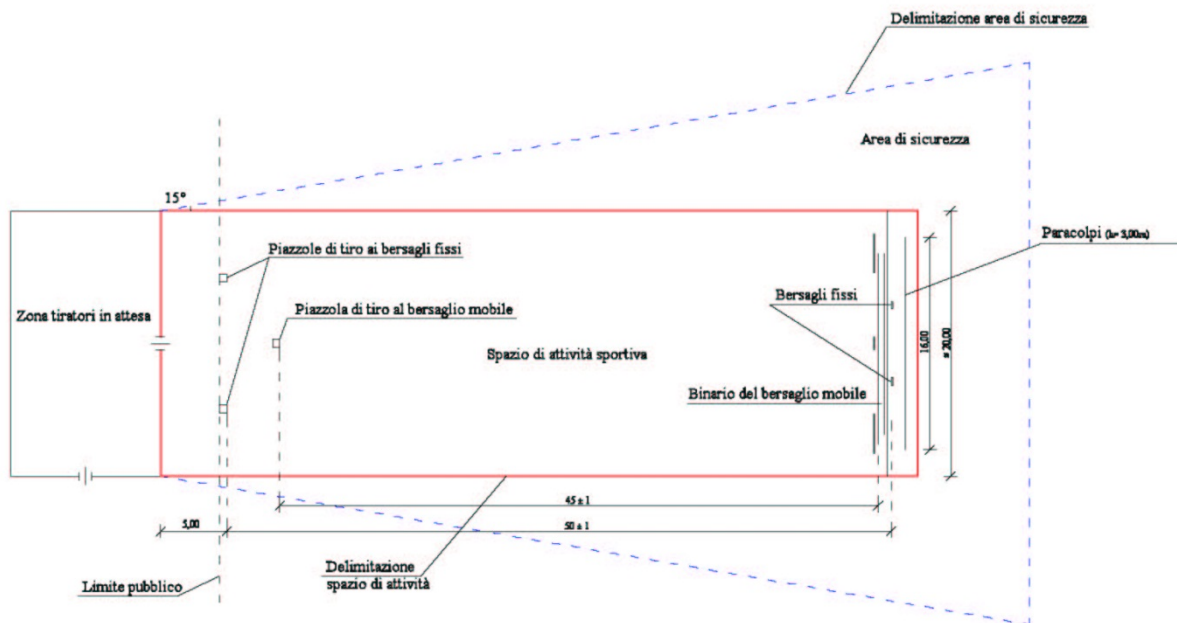 Delimitazione area di sicurezza
Area di sicurezza
15°
Paracolpi (h= 3,00m)
Piazzole di tiro ai bersagli fissi
Bersagli fissi
Piazzola di tiro al bersaglio mobile
Zona tiratori in attesa
Spazio di attività sportiva
16,00
20,00
Binario del bersaglio mobile
45 ± 1
5,00
50 ± 1
Delimitazione
spazio di attività
Limite pubblico